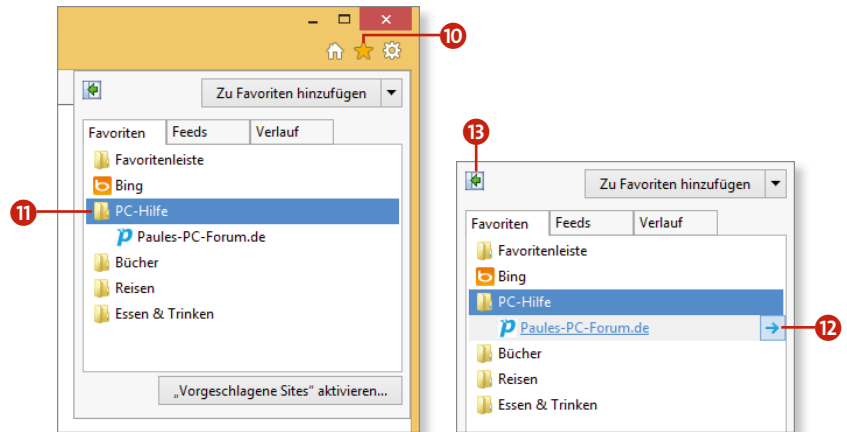 10
Zu Favoriten hinzufügen
Favoriten Feeds Verlauf
Favoritenleiste
Bing
11
PC-Hilfe
Paules-PC-Forum.de
Bücher
Reisen
Essen & Trinken
„Vorgeschlagene Sites“ aktivieren...
13
Zu Favoriten hinzufügen
Favoriten Feeds Verlauf
Favoritenleiste
Bing
PC-Hilfe
Paules-PC-Forum.de
12
Bücher
Reisen
Essen & Trinken